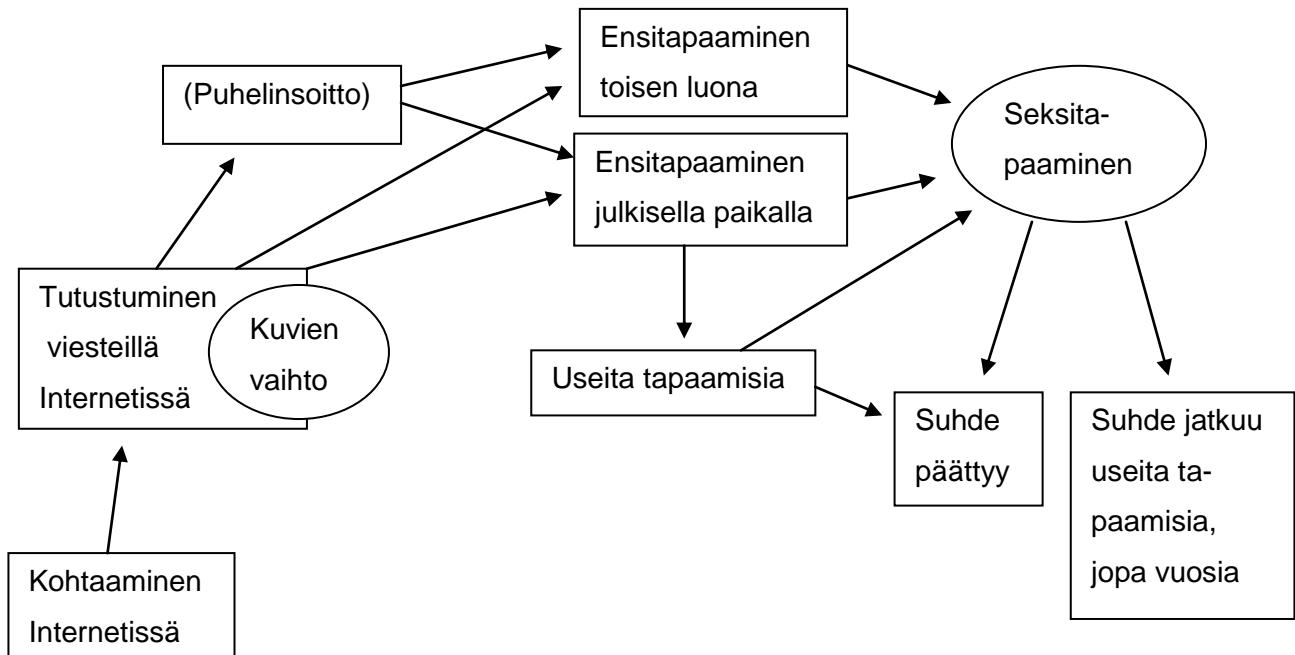 Ensitapaaminen
toisen luona
(Puhelinsoitto)
Seksita-
paaminen
Ensitapaaminen
julkisella paikalla
Tutustuminen
viesteillä
Internetissä
Kuvien
vaihto
Useita tapaamisia
Suhde
päättyy
Suhde jatkuu
useita ta-
paamisia,
jopa vuosia
Kohtaaminen
Internetissä